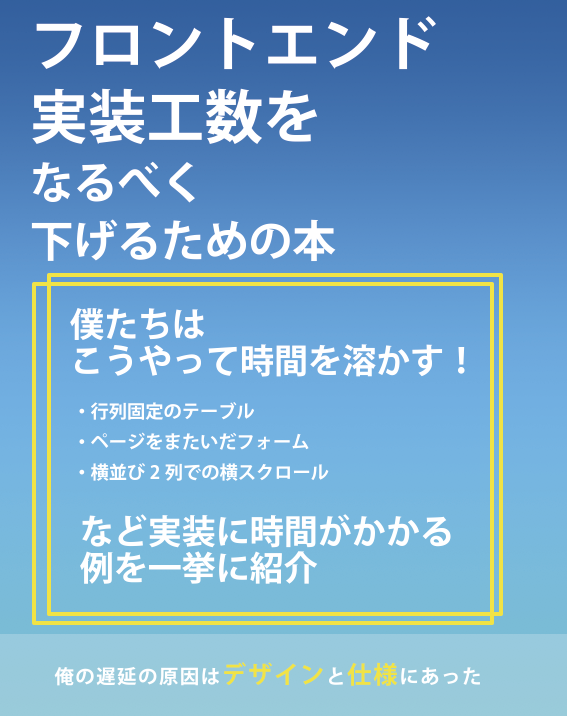 フロントエンド
実装工数を
なるべく
下げるための本
僕たちは
こうやって時間を溶かす！
・行列固定のテーブル
・ページをまたいだフォーム
・横並び 2 列での横スクロール
など実装に時間がかかる
例を一挙に紹介
俺の遅延の原因はデザインと仕様にあった